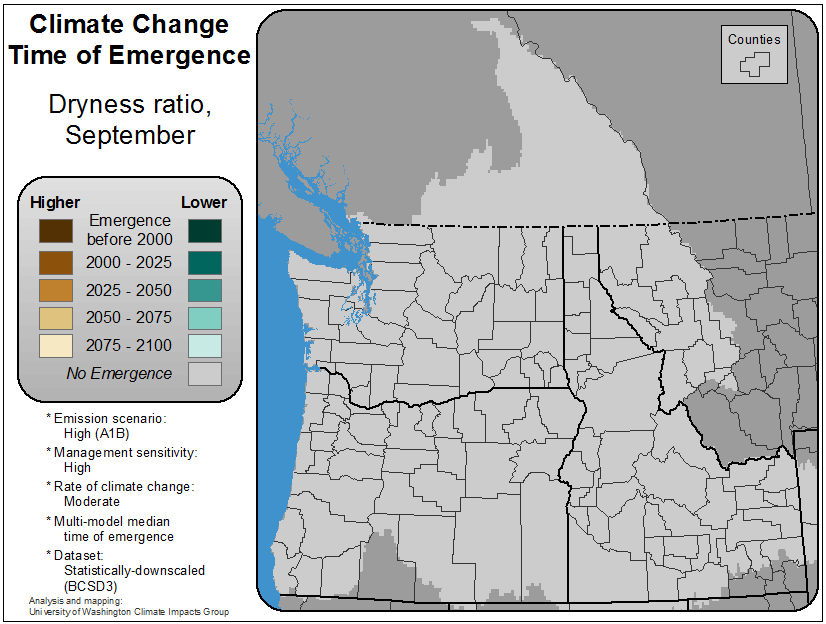 Climate Change
Time of Emergence
Dryness ratio,
September
Higher
Lower
Emergence
before 2000
2000 - 2025
2025 - 2050
2050 - 2075
2075 - 2100
No Emergence
* Emission scenario:
High (A1B)
* Management sensitivity:
High
* Rate of climate change:
Moderate
* Multi-model median
time of emergence
* Dataset:
Statistically-downscaled
(BCSD3)
Analysis and mapping:
University of Washington Climate Impacts Group
Counties